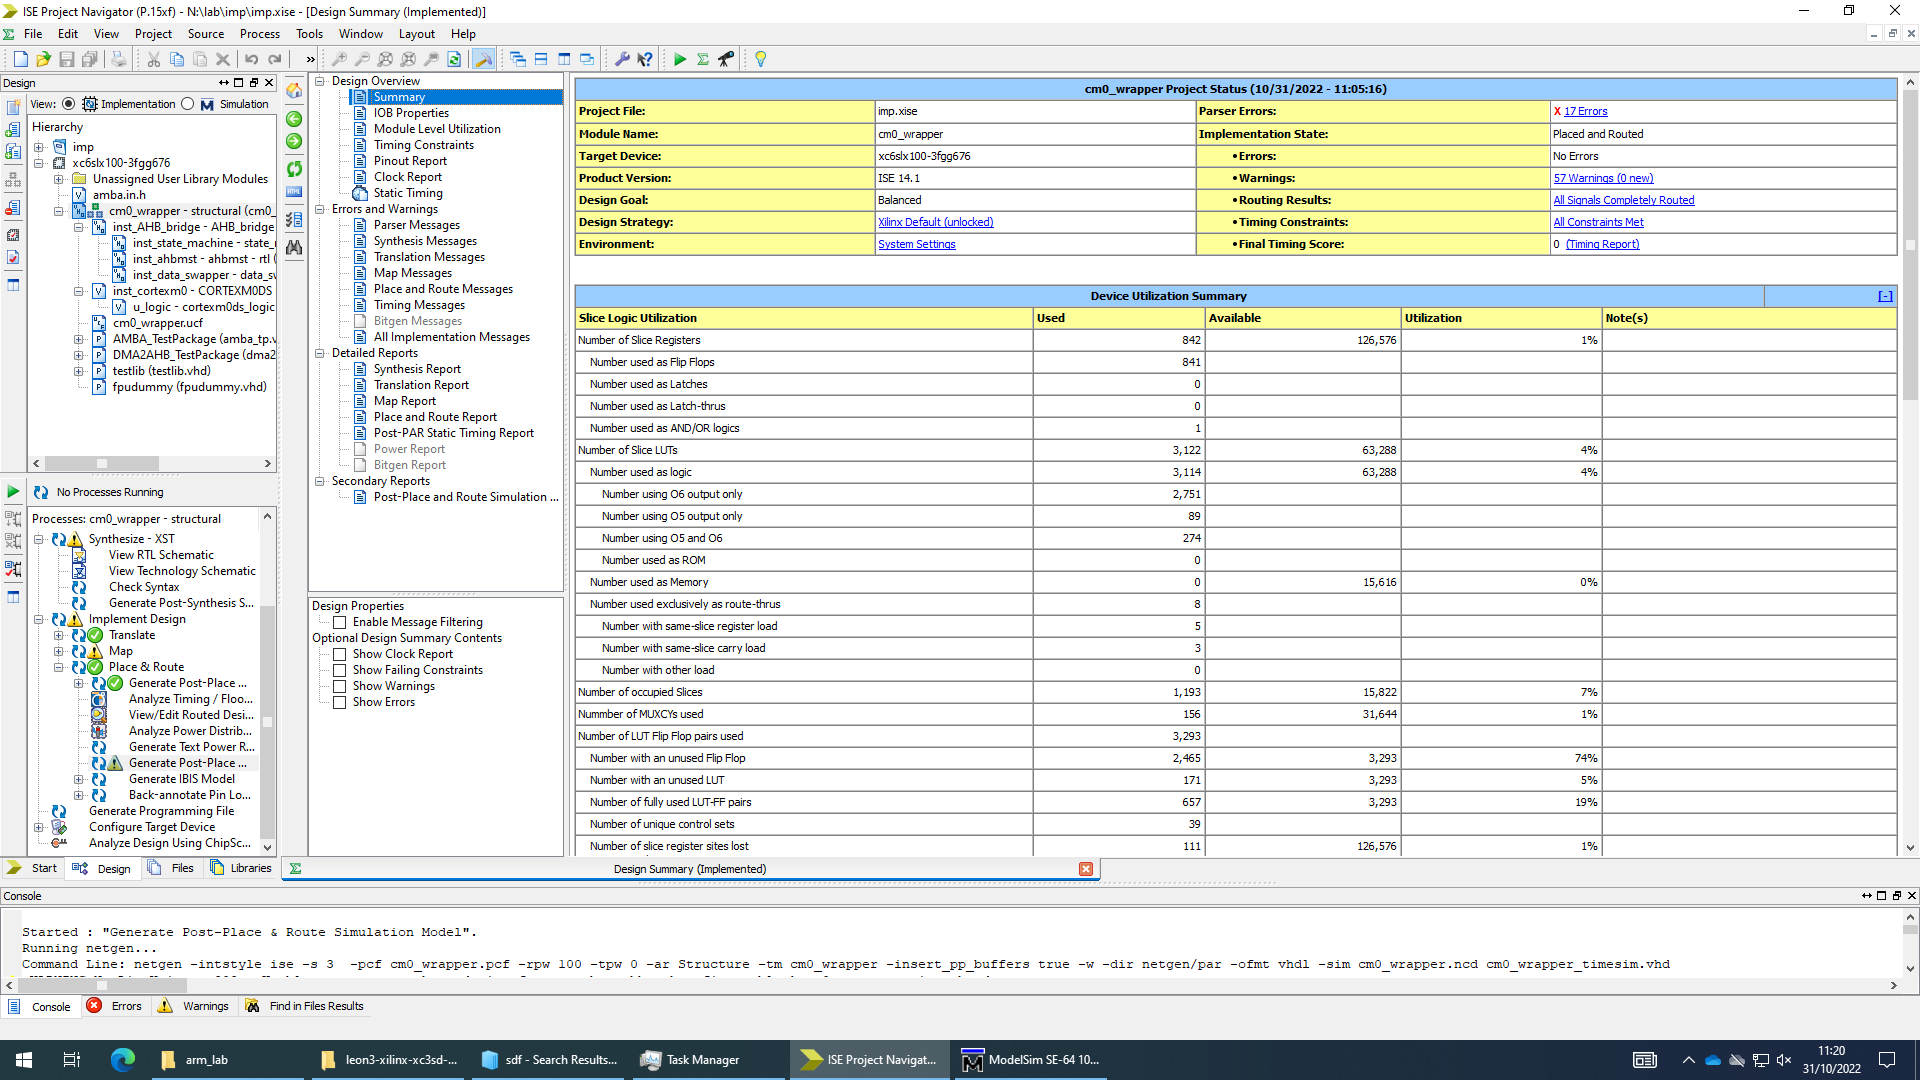 ISE Project Navigator (P.15xf) - N:\lab\imp\imp.xise - [Design Summary (Implemented)]
File Edit View Project Source Process Tools Window Layout Help
»
Design
View: Implementation Simulation
Hierarchy
imp
xc6slx100-3fgg676
Unassigned User Library Modules
amba.in.h
cm0_wrapper - structural (cm0_
inst_AHB_bridge - AHB_bridge
inst_state_machine - state_
inst_ahbmst - ahbmst - rtl (
inst_data_swapper - data_s
inst_cortexm0 - CORTEXM0DS
u_logic - cortexm0ds_logic
cm0_wrapper.ucf
AMBA_TestPackage (amba_tp.v
DMA2AHB_TestPackage (dma2
testlib (testlib.vhd)
fpudummy (fpudummy.vhd)
No Processes Running
Processes: cm0_wrapper - structural
Synthesize - XST
View RTL Schematic
View Technology Schematic
Check Syntax
Generate Post-Synthesis S...
Implement Design
Translate
Map
Place & Route
Generate Post-Place ...
Analyze Timing / Floo...
View/Edit Routed Desi...
Analyze Power Distrib...
Generate Text Power R...
Generate Post-Place ...
Generate IBIS Model
Back-annotate Pin Lo...
Generate Programming File
Configure Target Device
Analyze Design Using ChipSc...
Start Design Files Libraries
Design Overview
Summary
IOB Properties
Module Level Utilization
Timing Constraints
Pinout Report
Clock Report
Static Timing
Errors and Warnings
Parser Messages
Synthesis Messages
Translation Messages
Map Messages
Place and Route Messages
Timing Messages
Bitgen Messages
All Implementation Messages
Detailed Reports
Synthesis Report
Translation Report
Map Report
Place and Route Report
Post-PAR Static Timing Report
Power Report
Bitgen Report
Secondary Reports
Post-Place and Route Simulation ...
Design Properties
Enable Message Filtering
Optional Design Summary Contents
Show Clock Report
Show Failing Constraints
Show Warnings
Show Errors
cm0_wrapper Project Status (10/31/2022 - 11:05:16)
Project File: imp.xise Parser Errors: X 17 Errors
Module Name: cm0_wrapper Implementation State: Placed and Routed
Target Device: xc6slx100-3fgg676 •Errors: No Errors
Product Version: ISE 14.1 •Warnings: 57 Warnings (0 new)
Design Goal: Balanced •Routing Results: All Signals Completely Routed
Design Strategy: Xilinx Default (unlocked) •Timing Constraints: All Constraints Met
Environment: System Settings •Final Timing Score: 0 (Timing Report)
Device Utilization Summary [-]
Slice Logic Utilization Used Available Utilization Note(s)
Number of Slice Registers 842 126,576 1%
Number used as Flip Flops 841
Number used as Latches 0
Number used as Latch-thrus 0
Number used as AND/OR logics 1
Number of Slice LUTs 3,122 63,288 4%
Number used as logic 3,114 63,288 4%
Number using O6 output only 2,751
Number using O5 output only 89
Number using O5 and O6 274
Number used as ROM 0
Number used as Memory 0 15,616 0%
Number used exclusively as route-thrus 8
Number with same-slice register load 5
Number with same-slice carry load 3
Number with other load 0
Number of occupied Slices 1,193 15,822 7%
Nummber of MUXCYs used 156 31,644 1%
Number of LUT Flip Flop pairs used 3,293
Number with an unused Flip Flop 2,465 3,293 74%
Number with an unused LUT 171 3,293 5%
Number of fully used LUT-FF pairs 657 3,293 19%
Number of unique control sets 39
Number of slice register sites lost 111 126,576 1%
Design Summary (Implemented)
Console
Started : "Generate Post-Place & Route Simulation Model".
Running netgen...
Command Line: netgen -intstyle ise -s 3 -pcf cm0_wrapper.pcf -rpw 100 -tpw 0 -ar Structure -tm cm0_wrapper -insert_pp_buffers true -w -dir netgen/par -ofmt vhdl -sim cm0_wrapper.ncd cm0_wrapper_timesim.vhd
Console Errors Warnings Find in Files Results
arm_lab leon3-xilinx-xc3sd-... sdf - Search Results... Task Manager ISE Project Navigat... ModelSim SE-64 10...
11:20
31/10/2022